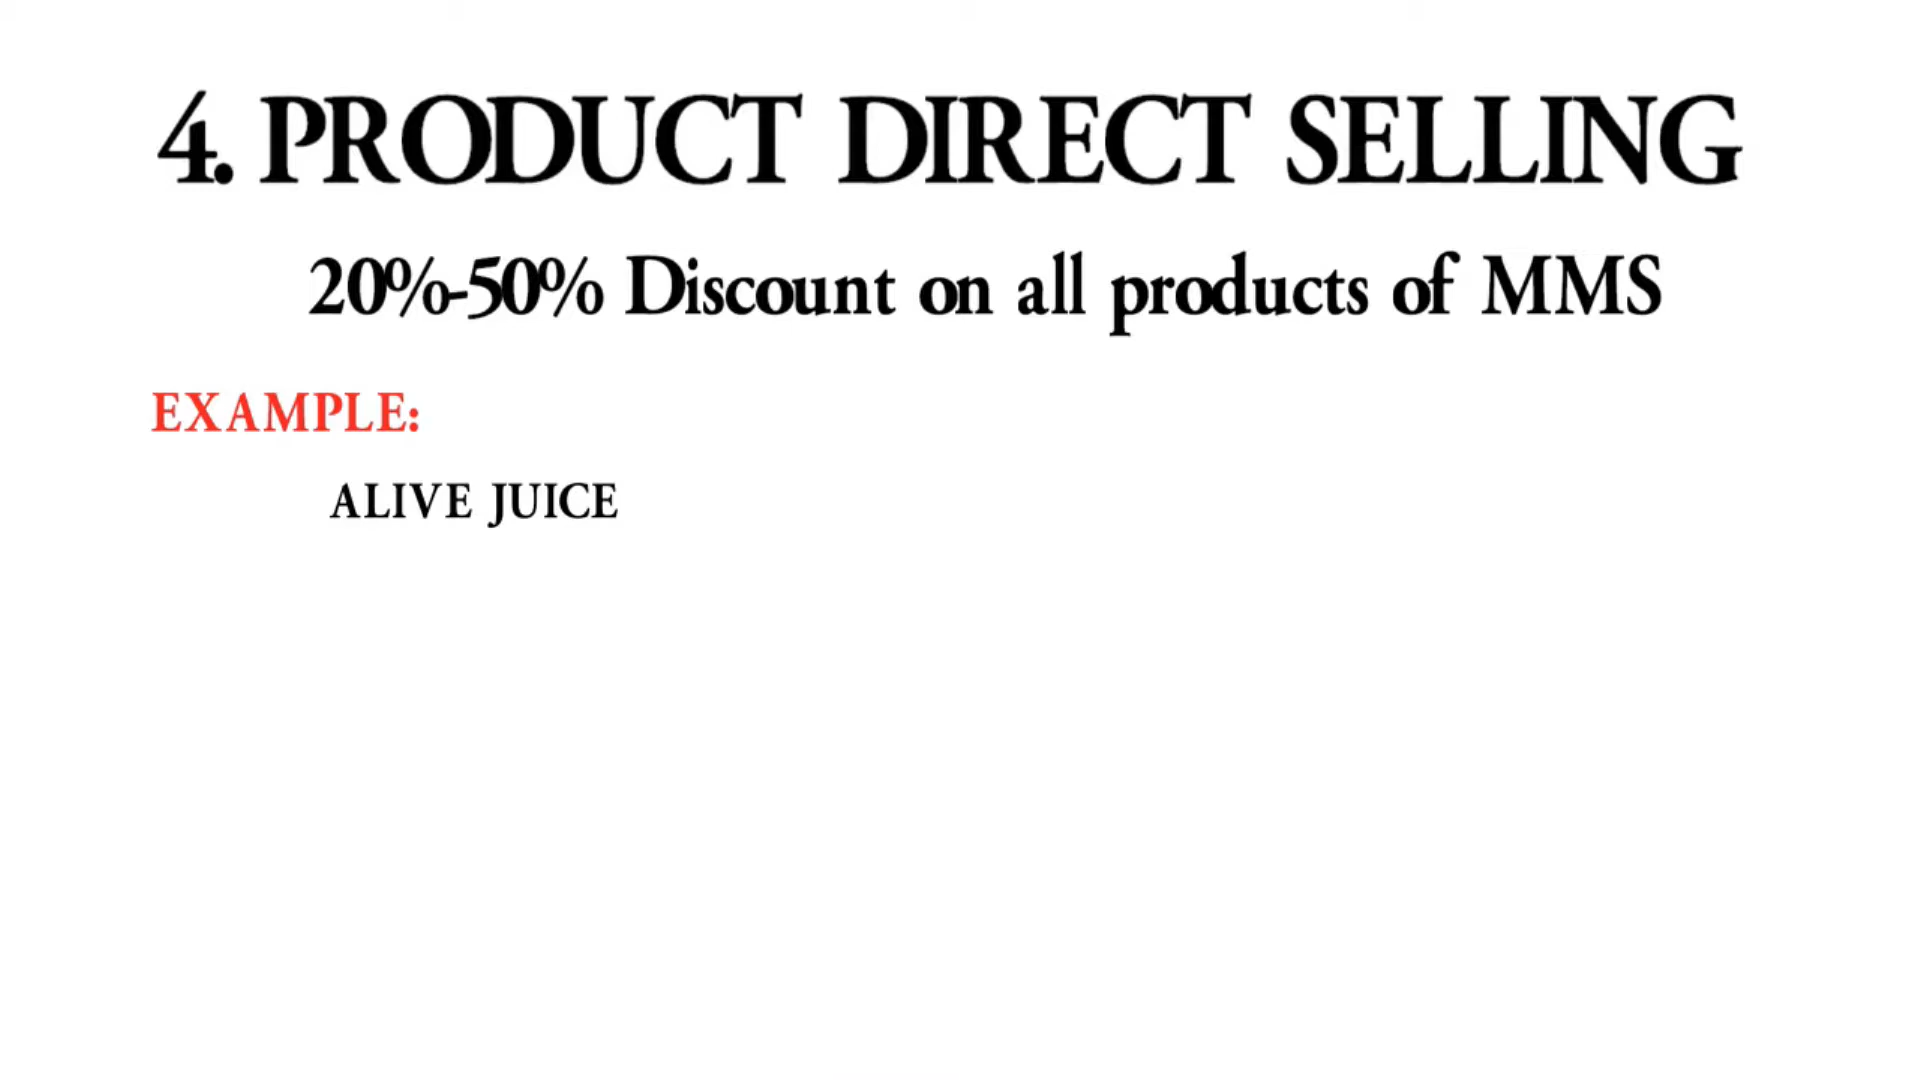 4. PRODUCT DIRECT SELLING
20%-50% Discount on all products of MMS
EXAMPLE:
ALIVE JUICE